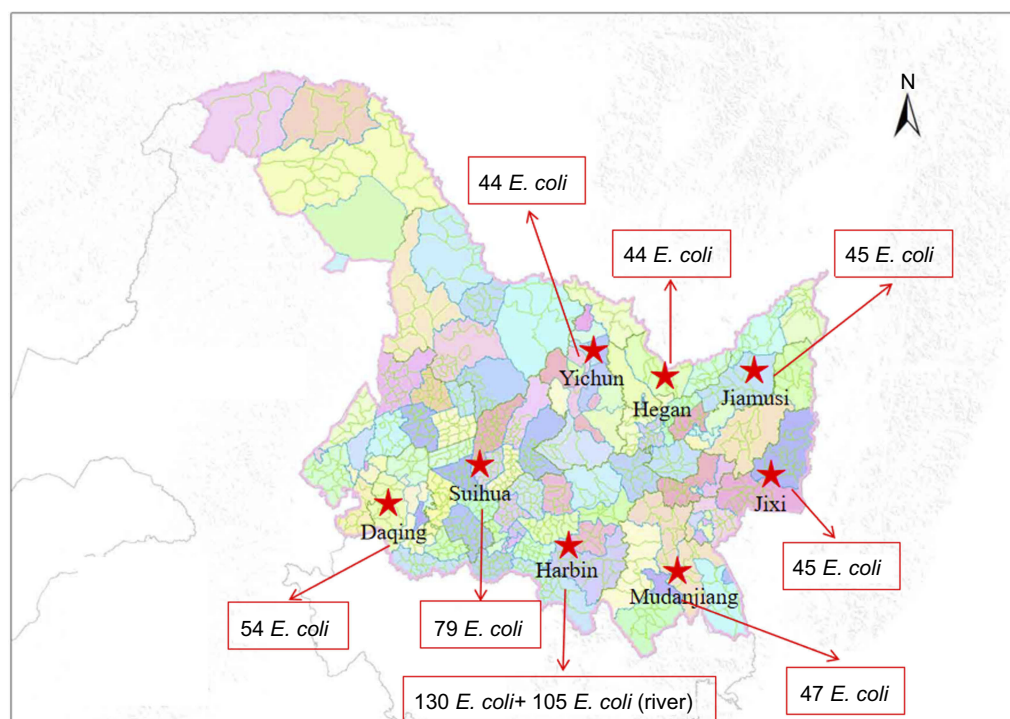 N
44 E. coli
44 E. coli
45 E. coli
Yichun
Hegan
Jiamusi
Suihua
Jixi
Daqing
Harbin
Mudanjiang
45 E. coli
54 E. coli
79 E. coli
130 E. coli+ 105 E. coli (river)
47 E. coli